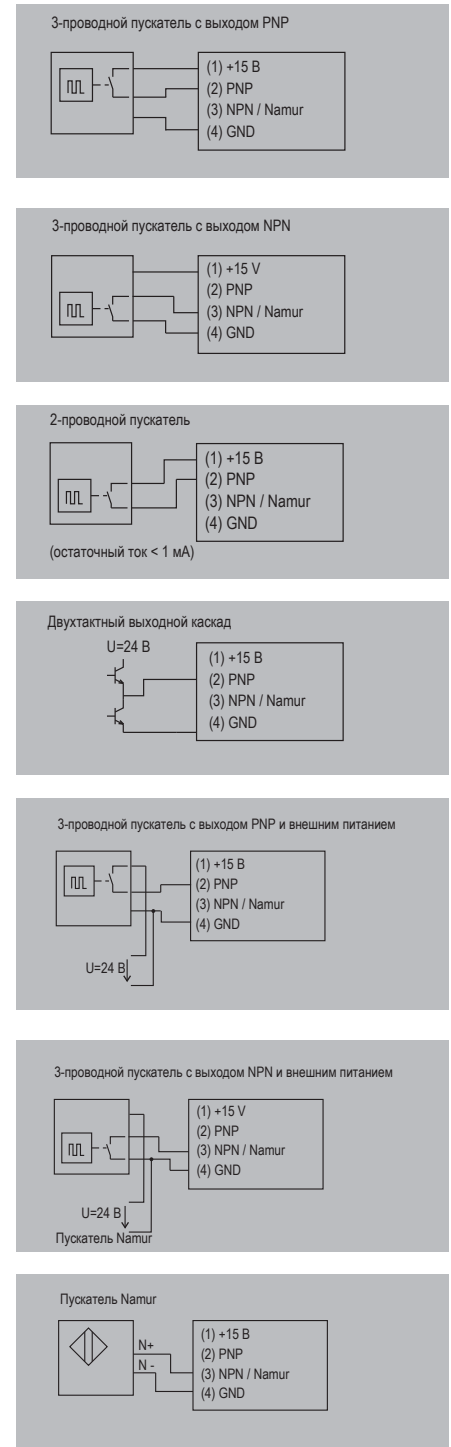 3-проводной пускатель с выходом PNP
(1) +15 В
(2) PNP
(3) NPN / Namur
(4) GND
3-проводной пускатель с выходом NPN
(1) +15 V
(2) PNP
(3) NPN / Namur
(4) GND
2-проводной пускатель
(1) +15 В
(2) PNP
(3) NPN / Namur
(4) GND
(остаточный ток < 1 мА)
Двухтактный выходной каскад
U=24 В
(1) +15 В
(2) PNP
(3) NPN / Namur
(4) GND
3-проводной пускатель с выходом PNP и внешним питанием
(1) +15 В
(2) PNP
(3) NPN / Namur
(4) GND
U=24 В
3-проводной пускатель с выходом NPN и внешним питанием
(1) +15 V
(2) PNP
(3) NPN / Namur
(4) GND
U=24 В
Пускатель Namur
Пускатель Namur
N+
N -
(1) +15 В
(2) PNP
(3) NPN / Namur
(4) GND